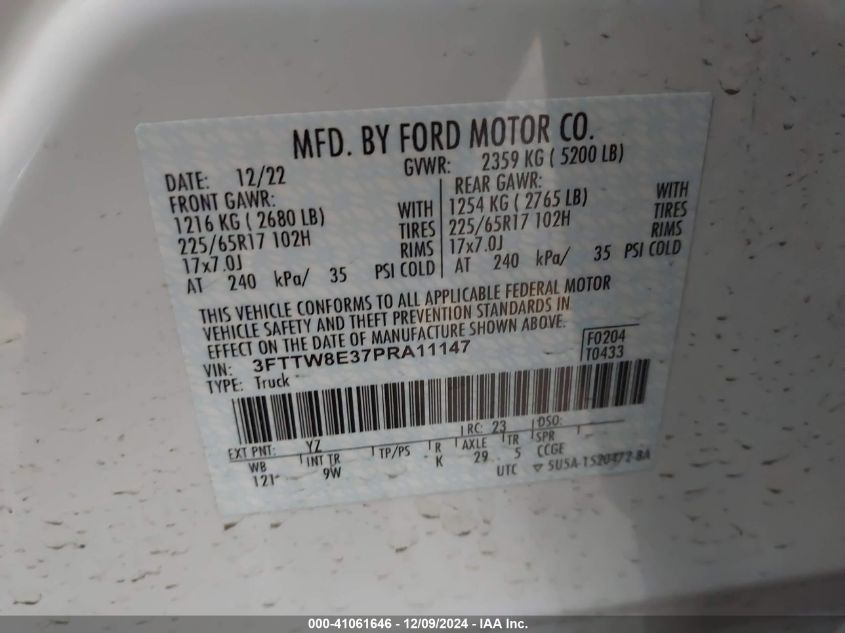 MFD. BY FORD MOTOR CO.
DATE: 12/22 GVWR: 2359 KG ( 5200 LB)
FRONT GAWR: REAR GAWR:
1216 KG ( 2680 LB) WITH 1254 KG ( 2765 LB) WITH
225/65R17 102H TIRES 225/65R17 102H TIRES
17x7.0J RIMS 17x7.0J RIMS
AT 240 kPa/ 35 PSI COLD AT 240 kPa/ 35 PSI COLD
THIS VEHICLE CONFORMS TO ALL APPLICABLE FEDERAL MOTOR
VEHICLE SAFETY AND THEFT PREVENTION STANDARDS IN
EFFECT ON THE DATE OF MANUFACTURE SHOWN ABOVE.
VIN: 3FTTW8E37PRA11147 F0204
TYPE: Truck T0433
EXT PNT: YZ RC: 23 DSO:
WB INT TR TP/PS R AXLE TR SPR
121 9W K 29 5 CCGE
UTC 5U5A-1520472-BA
000-41061646 - 12/09/2024 - IAA Inc.